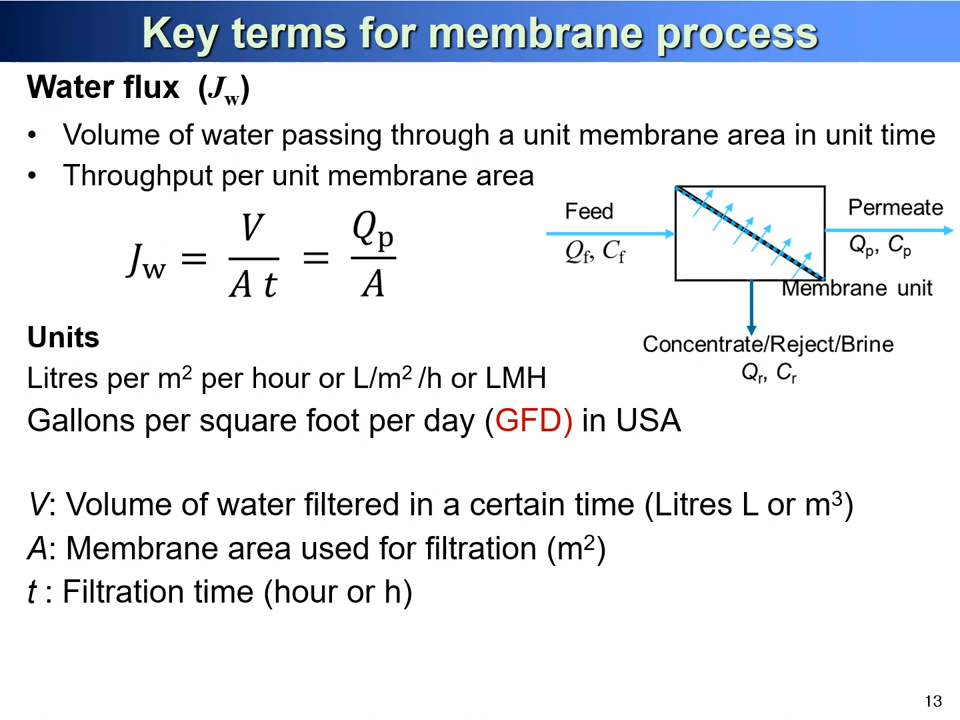 Key terms for membrane process
Water flux (Jw)
• Volume of water passing through a unit membrane area in unit time
• Throughput per unit membrane area
Jw = V / A t = Qp / A
Feed
Qf, Cf
Permeate
Qp, Cp
Membrane unit
Concentrate/Reject/Brine
Qr, Cr
Units
Litres per m² per hour or L/m² /h or LMH
Gallons per square foot per day (GFD) in USA
V: Volume of water filtered in a certain time (Litres L or m³)
A: Membrane area used for filtration (m²)
t : Filtration time (hour or h)
13